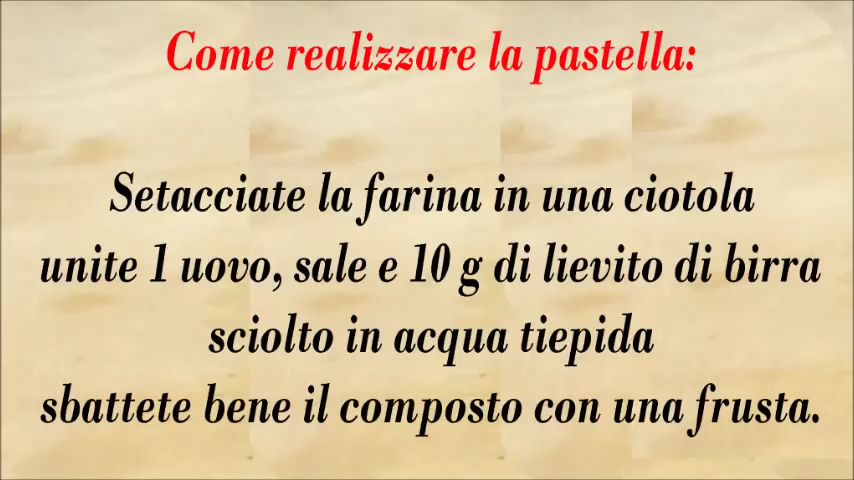 Come realizzare la pastella:
Setacciate la farina in una ciotola
unite 1 uovo, sale e 10 g di lievito di birra
sciolto in acqua tiepida
sbattete bene il composto con una frusta.